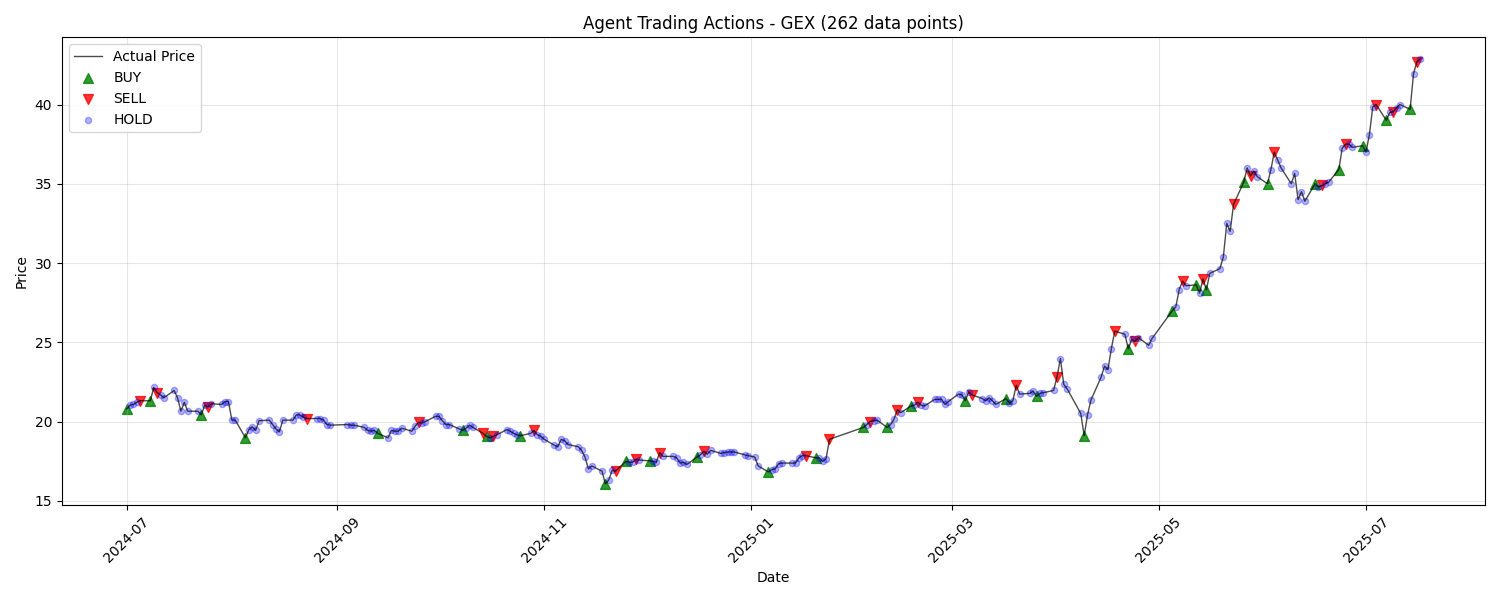 Agent Trading Actions - GEX (262 data points)
Actual Price
BUY
SELL
HOLD
Price
40
35
30
25
20
15
2024-07
2024-09
2024-11
2025-01
2025-03
2025-05
2025-07
Date